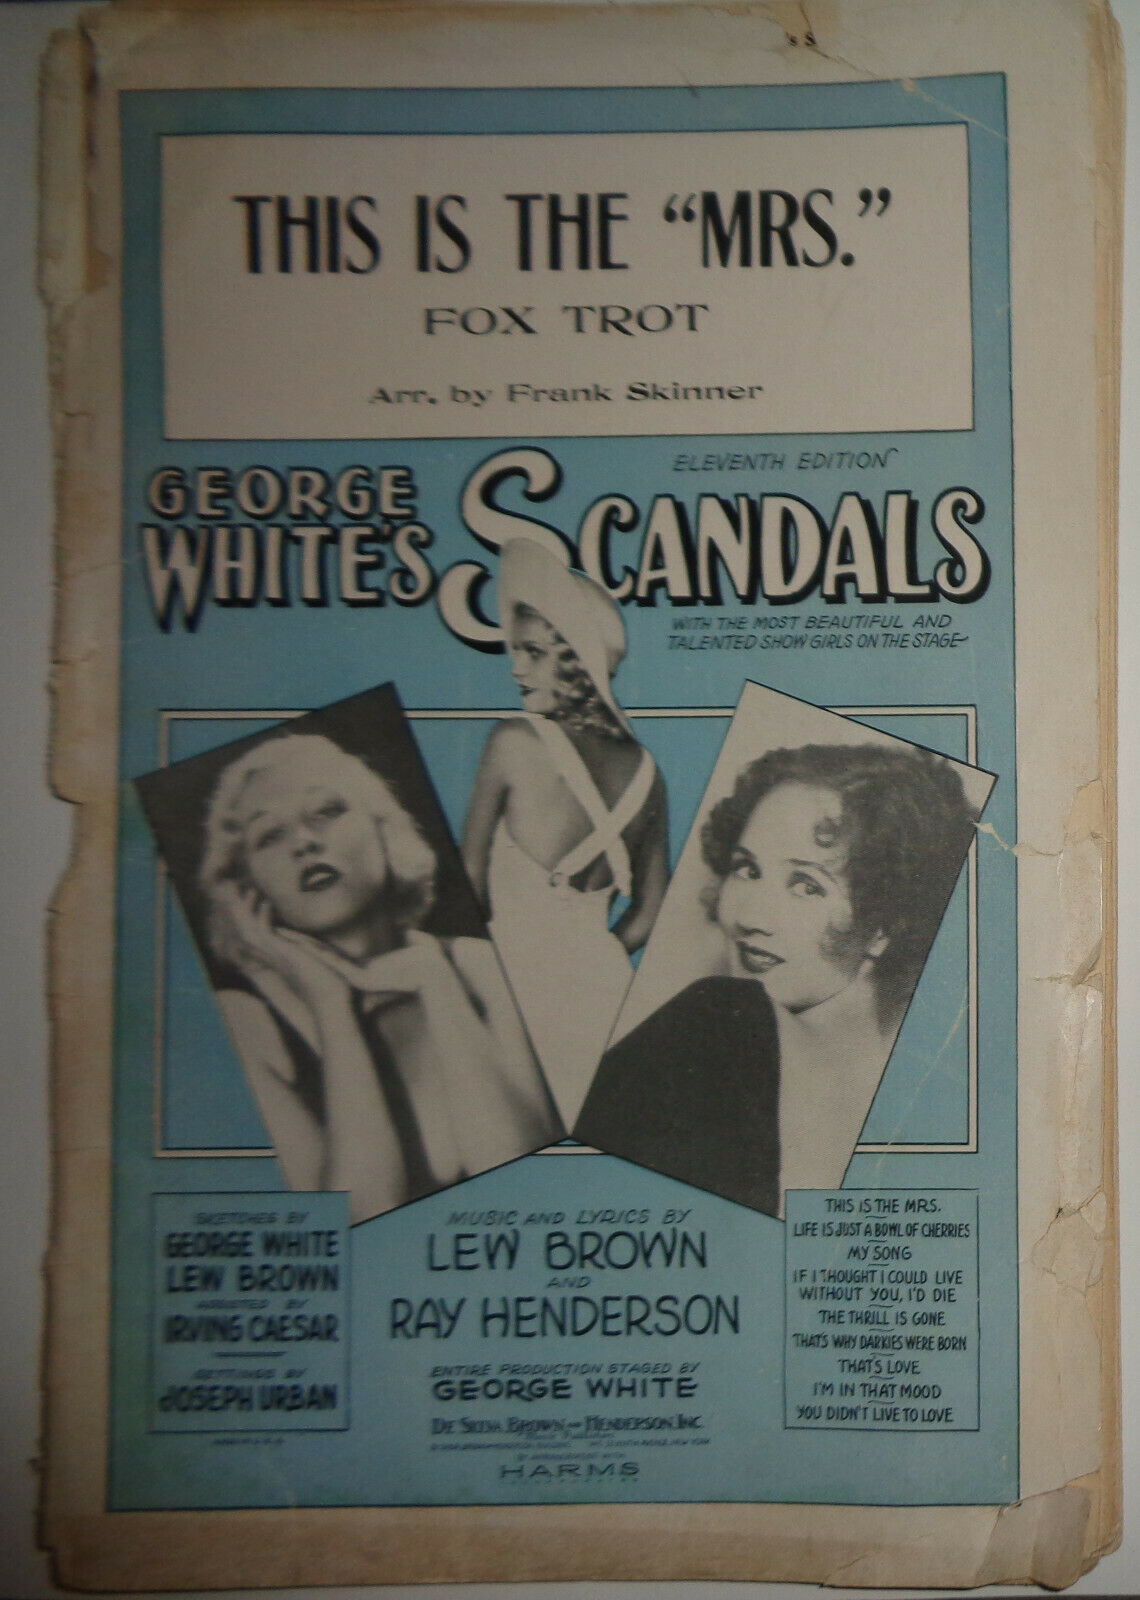 THIS IS THE “MRS.”
FOX TROT
Arr. by Frank Skinner
ELEVENTH EDITION
GEORGE
WHITE'S SCANDALS
WITH THE MOST BEAUTIFUL AND
TALENTED SHOW GIRLS ON THE STAGE
SKETCHES BY
GEORGE WHITE
LEW BROWN
ASSISTED BY
IRVING CAESAR
SETTINGS BY
JOSEPH URBAN
MUSIC AND LYRICS BY
LEW BROWN
AND
RAY HENDERSON
ENTIRE PRODUCTION STAGED BY
GEORGE WHITE
DE SYLVA, BROWN AND HENDERSON, INC.
Music Publishers
BY ARRANGEMENT WITH
HARMS
THIS IS THE MRS.
LIFE IS JUST A BOWL OF CHERRIES
MY SONG
IF I THOUGHT I COULD LIVE
WITHOUT YOU, I'D DIE
THE THRILL IS GONE
THAT'S WHY DARKIES WERE BORN
THAT'S LOVE
I'M IN THAT MOOD
YOU DIDN'T LIVE TO LOVE